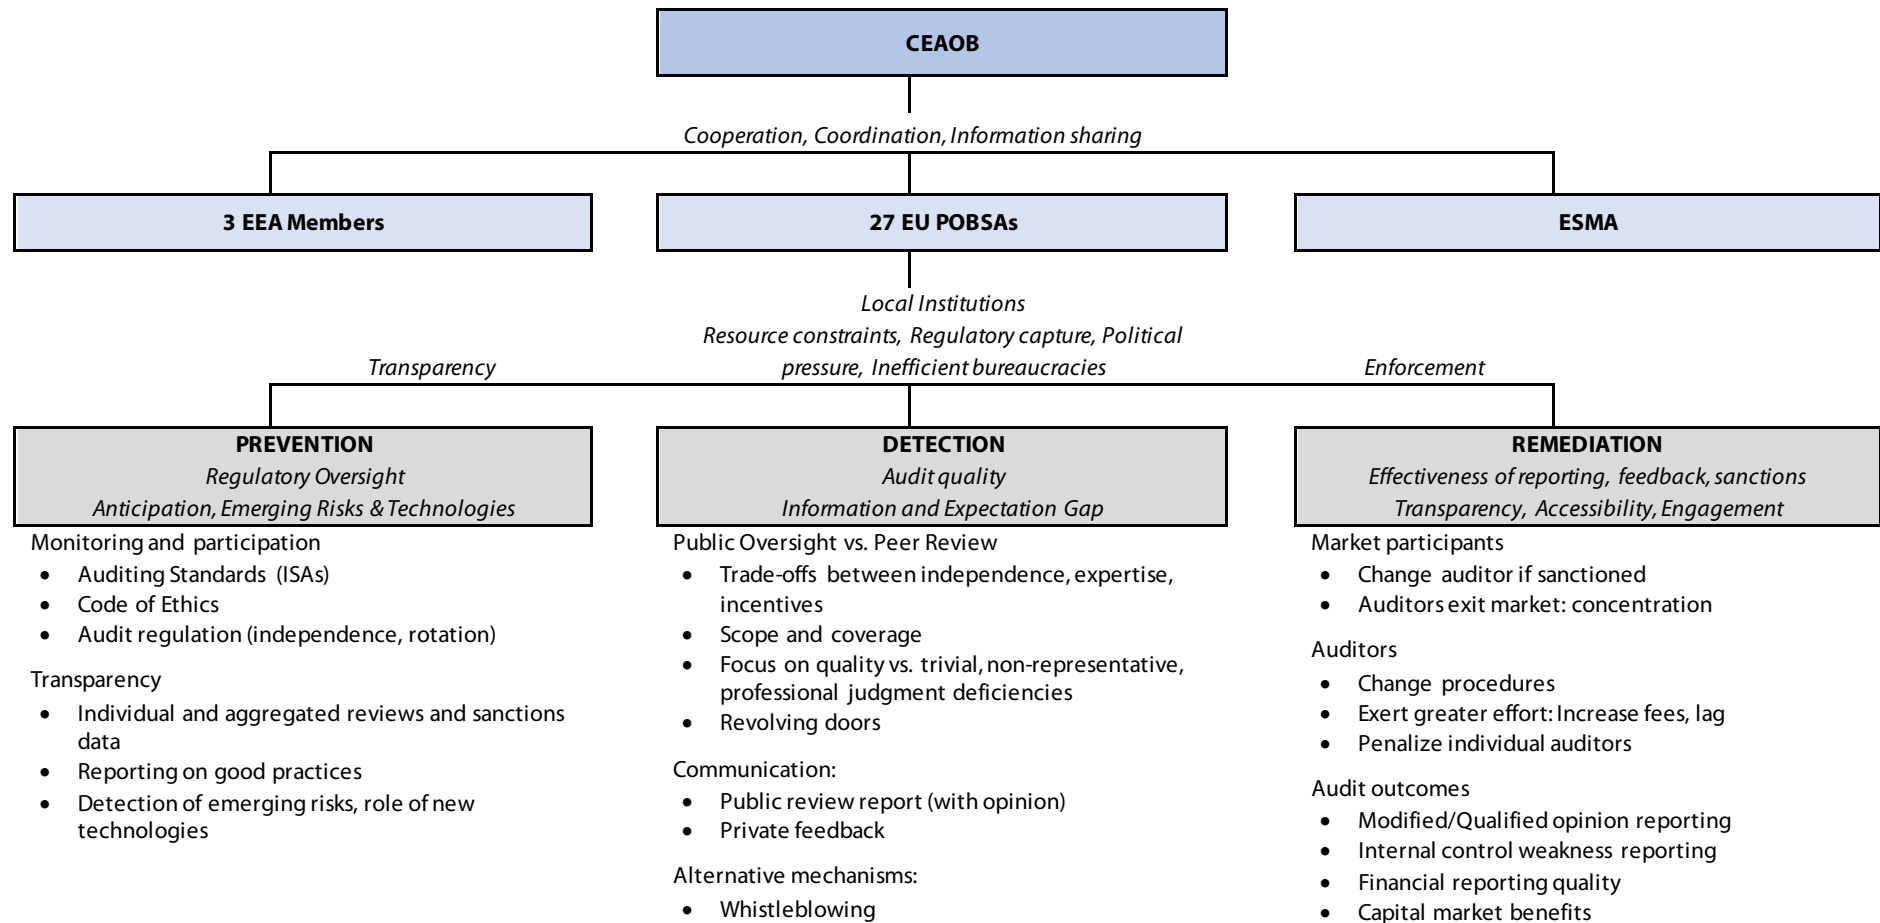 CEAOB
Cooperation, Coordination, Information sharing
3 EEA Members
27 EU POBSAs
ESMA
Local Institutions
Resource constraints, Regulatory capture, Political
pressure, Inefficient bureaucracies
Transparency
Enforcement
PREVENTION
Regulatory Oversight
Anticipation, Emerging Risks & Technologies
Monitoring and participation
• Auditing Standards (ISAs)
• Code of Ethics
• Audit regulation (independence, rotation)
Transparency
• Individual and aggregated reviews and sanctions
data
• Reporting on good practices
• Detection of emerging risks, role of new
technologies
DETECTION
Audit quality
Information and Expectation Gap
Public Oversight vs. Peer Review
• Trade-offs between independence, expertise,
incentives
• Scope and coverage
• Focus on quality vs. trivial, non-representative,
professional judgment deficiencies
• Revolving doors
Communication:
• Public review report (with opinion)
• Private feedback
Alternative mechanisms:
• Whistleblowing
REMEDIATION
Effectiveness of reporting, feedback, sanctions
Transparency, Accessibility, Engagement
Market participants
• Change auditor if sanctioned
• Auditors exit market: concentration
Auditors
• Change procedures
• Exert greater effort: Increase fees, lag
• Penalize individual auditors
Audit outcomes
• Modified/Qualified opinion reporting
• Internal control weakness reporting
• Financial reporting quality
• Capital market benefits